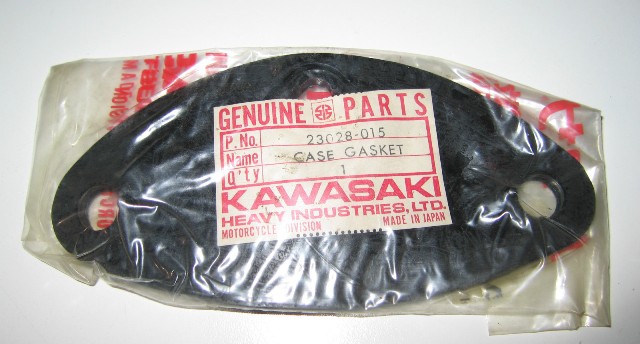 GENUINE PARTS
P.No. 23028-015
Name CASE GASKET
Q'ty 1
KAWASAKI
HEAVY INDUSTRIES, LTD.
MOTORCYCLE DIVISION MADE IN JAPAN